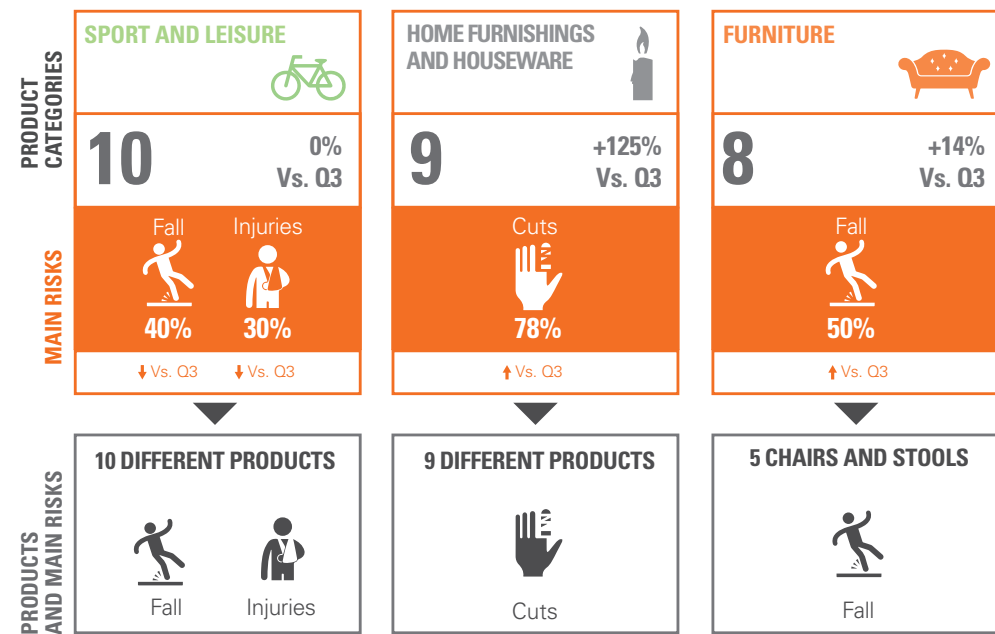 PRODUCT
CATEGORIES
SPORT AND LEISURE
10
0%
Vs. Q3
HOME FURNISHINGS
AND HOUSEWARE
9
+125%
Vs. Q3
FURNITURE
8
+14%
Vs. Q3
MAIN RISKS
Fall
40%
Vs. Q3
Injuries
30%
Vs. Q3
Cuts
78%
Vs. Q3
Fall
50%
Vs. Q3
PRODUCTS
AND MAIN RISKS
10 DIFFERENT PRODUCTS
Fall
Injuries
9 DIFFERENT PRODUCTS
Cuts
5 CHAIRS AND STOOLS
Fall